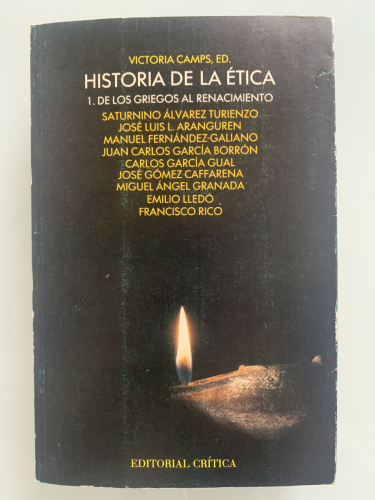 VICTORIA CAMPS, ED.
HISTORIA DE LA ÉTICA
1. DE LOS GRIEGOS AL RENACIMIENTO
SATURNINO ÁLVAREZ TURIENZO
JOSÉ LUIS L. ARANGUREN
MANUEL FERNÁNDEZ-GALIANO
JUAN CARLOS GARCÍA BORRÓN
CARLOS GARCÍA GUAL
JOSÉ GÓMEZ CAFFARENA
MIGUEL ÁNGEL GRANADA
EMILIO LLEDÓ
FRANCISCO RICO
EDITORIAL CRÍTICA